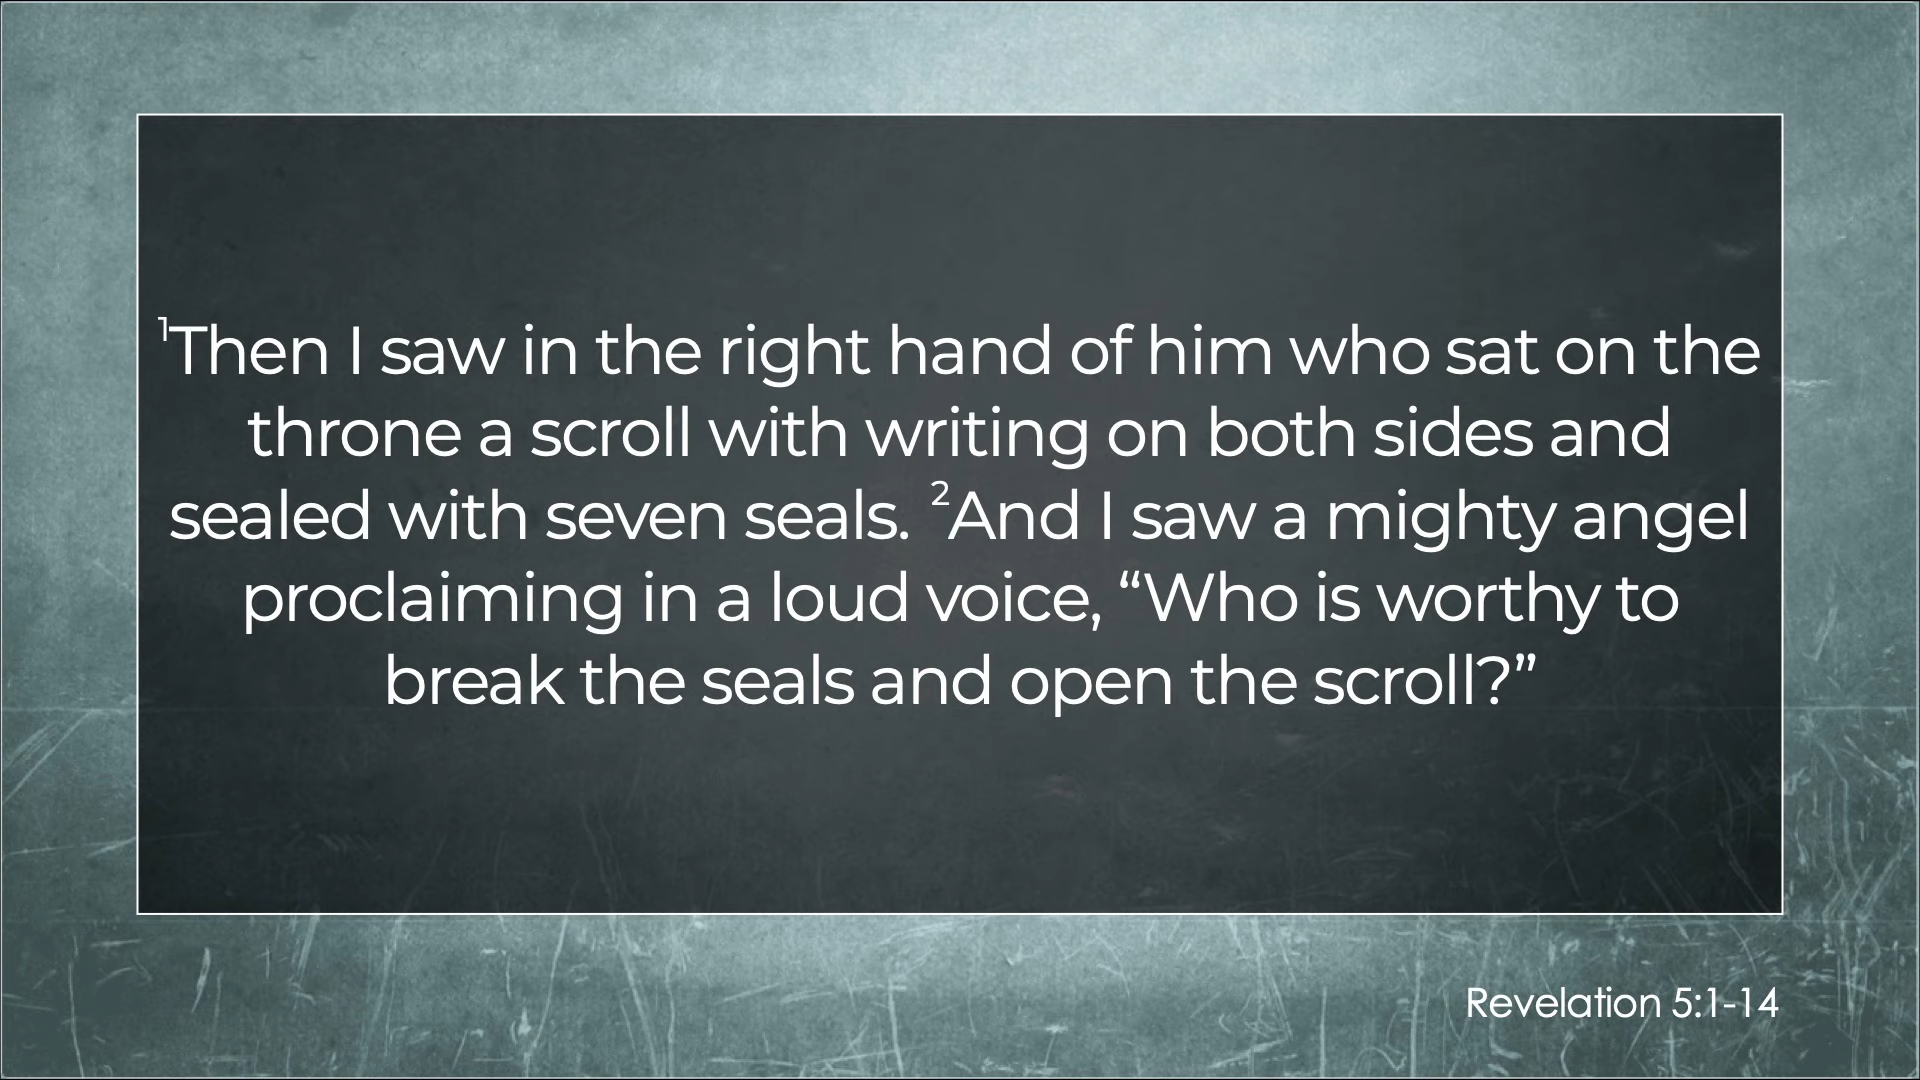 ¹Then I saw in the right hand of him who sat on the
throne a scroll with writing on both sides and
sealed with seven seals. ²And I saw a mighty angel
proclaiming in a loud voice, “Who is worthy to
break the seals and open the scroll?”
Revelation 5:1-14